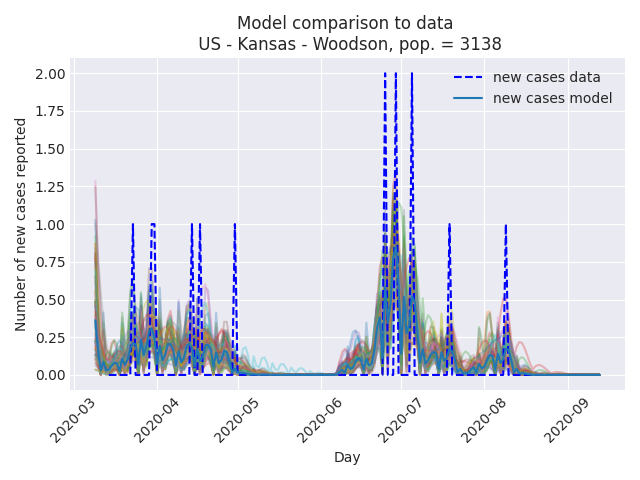 Model comparison to data
US - Kansas - Woodson, pop. = 3138
new cases data
new cases model
Number of new cases reported
2.00
1.75
1.50
1.25
1.00
0.75
0.50
0.25
0.00
2020-03
2020-04
2020-05
2020-06
2020-07
2020-08
2020-09
Day